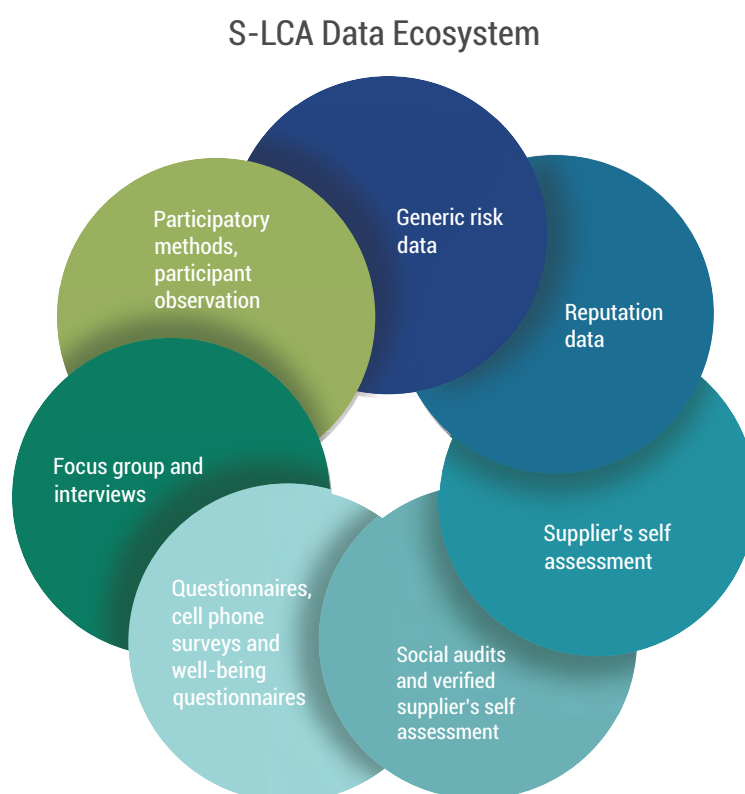 S-LCA Data Ecosystem
Generic risk
data
Reputation
data
Supplier's self
assessment
Social audits
and verified
supplier's self
assessment
Questionnaires,
cell phone
surveys and
well-being
questionnaires
Focus group and
interviews
Participatory
methods,
participant
observation